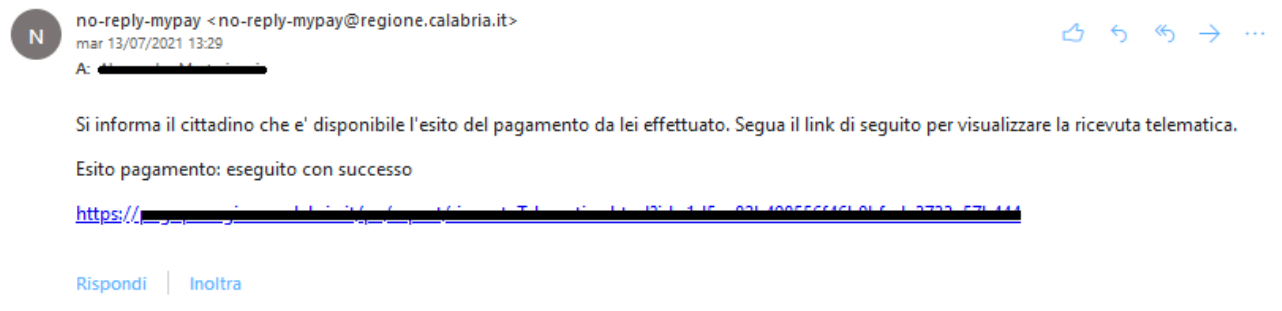 N
no-reply-mypay <no-reply-mypay@regione.calabria.it>
mar 13/07/2021 13:29
A:
Si informa il cittadino che e' disponibile l'esito del pagamento da lei effettuato. Segua il link di seguito per visualizzare la ricevuta telematica.
Esito pagamento: eseguito con successo
https://
Rispondi Inoltra